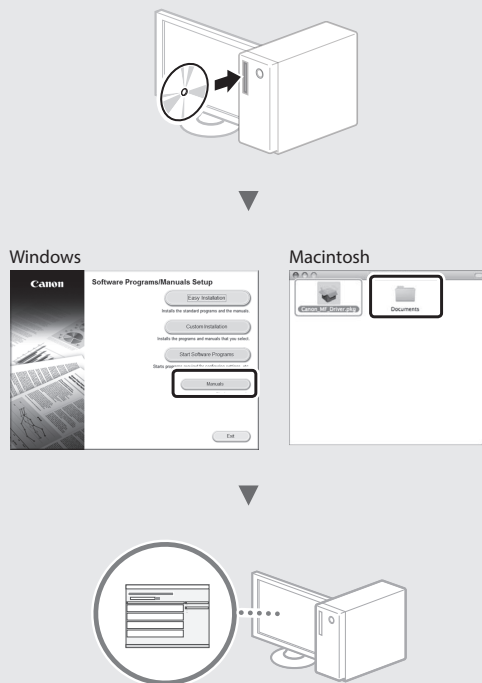 Windows
Macintosh
Canon
Software Programs/Manuals Setup
Easy Installation
Installs the standard programs and the manuals.
Custom Installation
Installs the programs and manuals that you select.
Start Software Programs
Manuals
Exit
Canon_MF_Driver.pkg
Documents